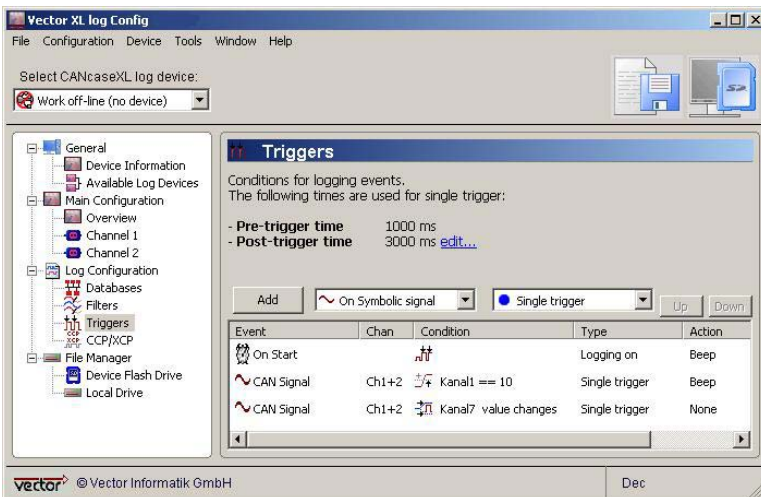 Vector XL log Config
File Configuration Device Tools Window Help
Select CANcaseXL log device:
Work off-line (no device)
SD
General
Device Information
Available Log Devices
Main Configuration
Overview
Channel 1
Channel 2
Log Configuration
Databases
Filters
Triggers
CCP/XCP
File Manager
Device Flash Drive
Local Drive
Triggers
Conditions for logging events.
The following times are used for single trigger:
- Pre-trigger time 1000 ms
- Post-trigger time 3000 ms edit...
Add On Symbolic signal Single trigger Up Down
Event Chan Condition Type Action
On Start Logging on Beep
CAN Signal Ch1+2 Kanal1 == 10 Single trigger Beep
CAN Signal Ch1+2 Kanal7 value changes Single trigger None
vector © Vector Informatik GmbH Dec